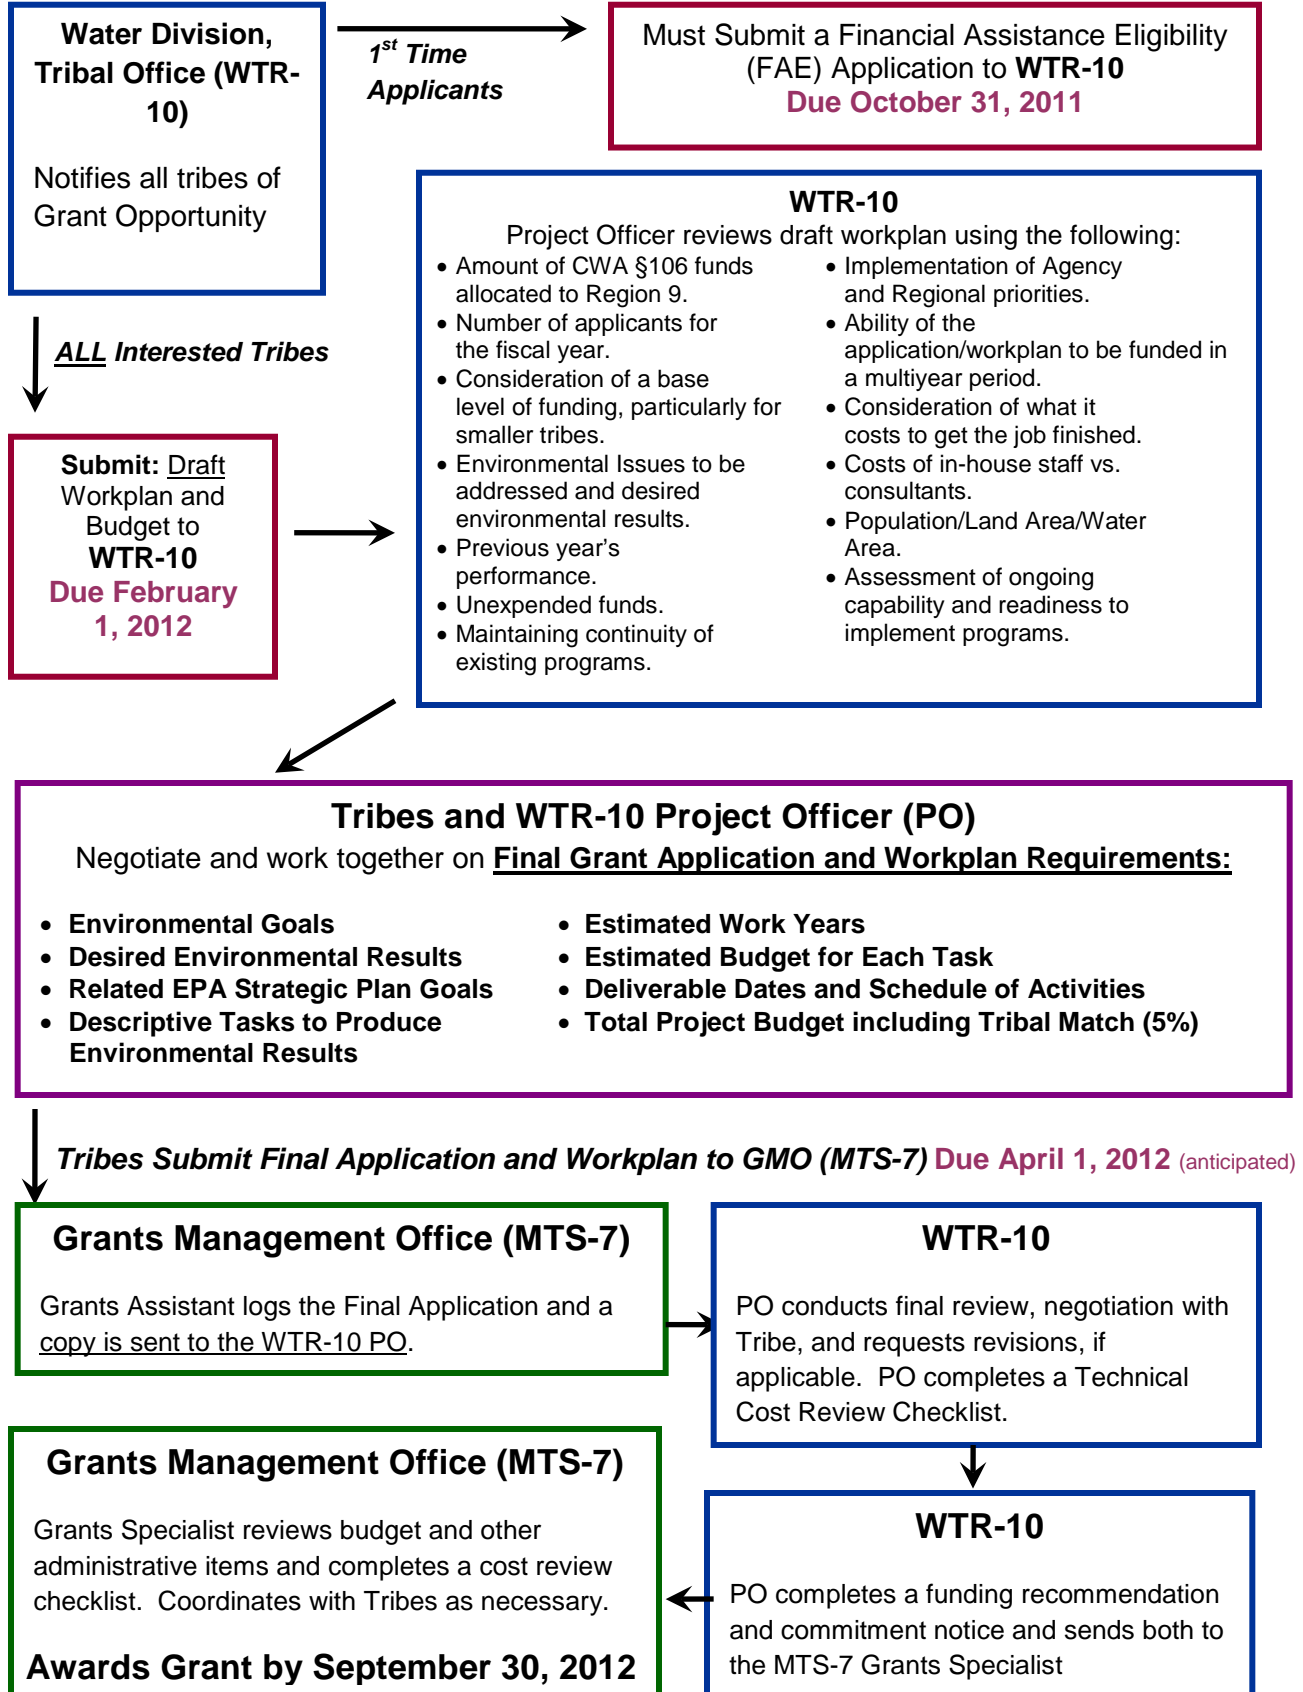 Water Division,
Tribal Office (WTR-
10)
Notifies all tribes of
Grant Opportunity
1st Time
Applicants
Must Submit a Financial Assistance Eligibility
(FAE) Application to WTR-10
Due October 31, 2011
ALL Interested Tribes
Submit: Draft
Workplan and
Budget to
WTR-10
Due February
1, 2012
WTR-10
Project Officer reviews draft workplan using the following:
• Amount of CWA §106 funds
allocated to Region 9.
• Number of applicants for
the fiscal year.
• Consideration of a base
level of funding, particularly for
smaller tribes.
• Environmental Issues to be
addressed and desired
environmental results.
• Previous year's
performance.
• Unexpended funds.
• Maintaining continuity of
existing programs.
• Implementation of Agency
and Regional priorities.
• Ability of the
application/workplan to be funded in
a multiyear period.
• Consideration of what it
costs to get the job finished.
• Costs of in-house staff vs.
consultants.
• Population/Land Area/Water
Area.
• Assessment of ongoing
capability and readiness to
implement programs.
Tribes and WTR-10 Project Officer (PO)
Negotiate and work together on Final Grant Application and Workplan Requirements:
• Environmental Goals
• Desired Environmental Results
• Related EPA Strategic Plan Goals
• Descriptive Tasks to Produce
Environmental Results
• Estimated Work Years
• Estimated Budget for Each Task
• Deliverable Dates and Schedule of Activities
• Total Project Budget including Tribal Match (5%)
Tribes Submit Final Application and Workplan to GMO (MTS-7) Due April 1, 2012 (anticipated)
Grants Management Office (MTS-7)
Grants Assistant logs the Final Application and a
copy is sent to the WTR-10 PO.
WTR-10
PO conducts final review, negotiation with
Tribe, and requests revisions, if
applicable.  PO completes a Technical
Cost Review Checklist.
WTR-10
PO completes a funding recommendation
and commitment notice and sends both to
the MTS-7 Grants Specialist
Grants Management Office (MTS-7)
Grants Specialist reviews budget and other
administrative items and completes a cost review
checklist.  Coordinates with Tribes as necessary.
Awards Grant by September 30, 2012